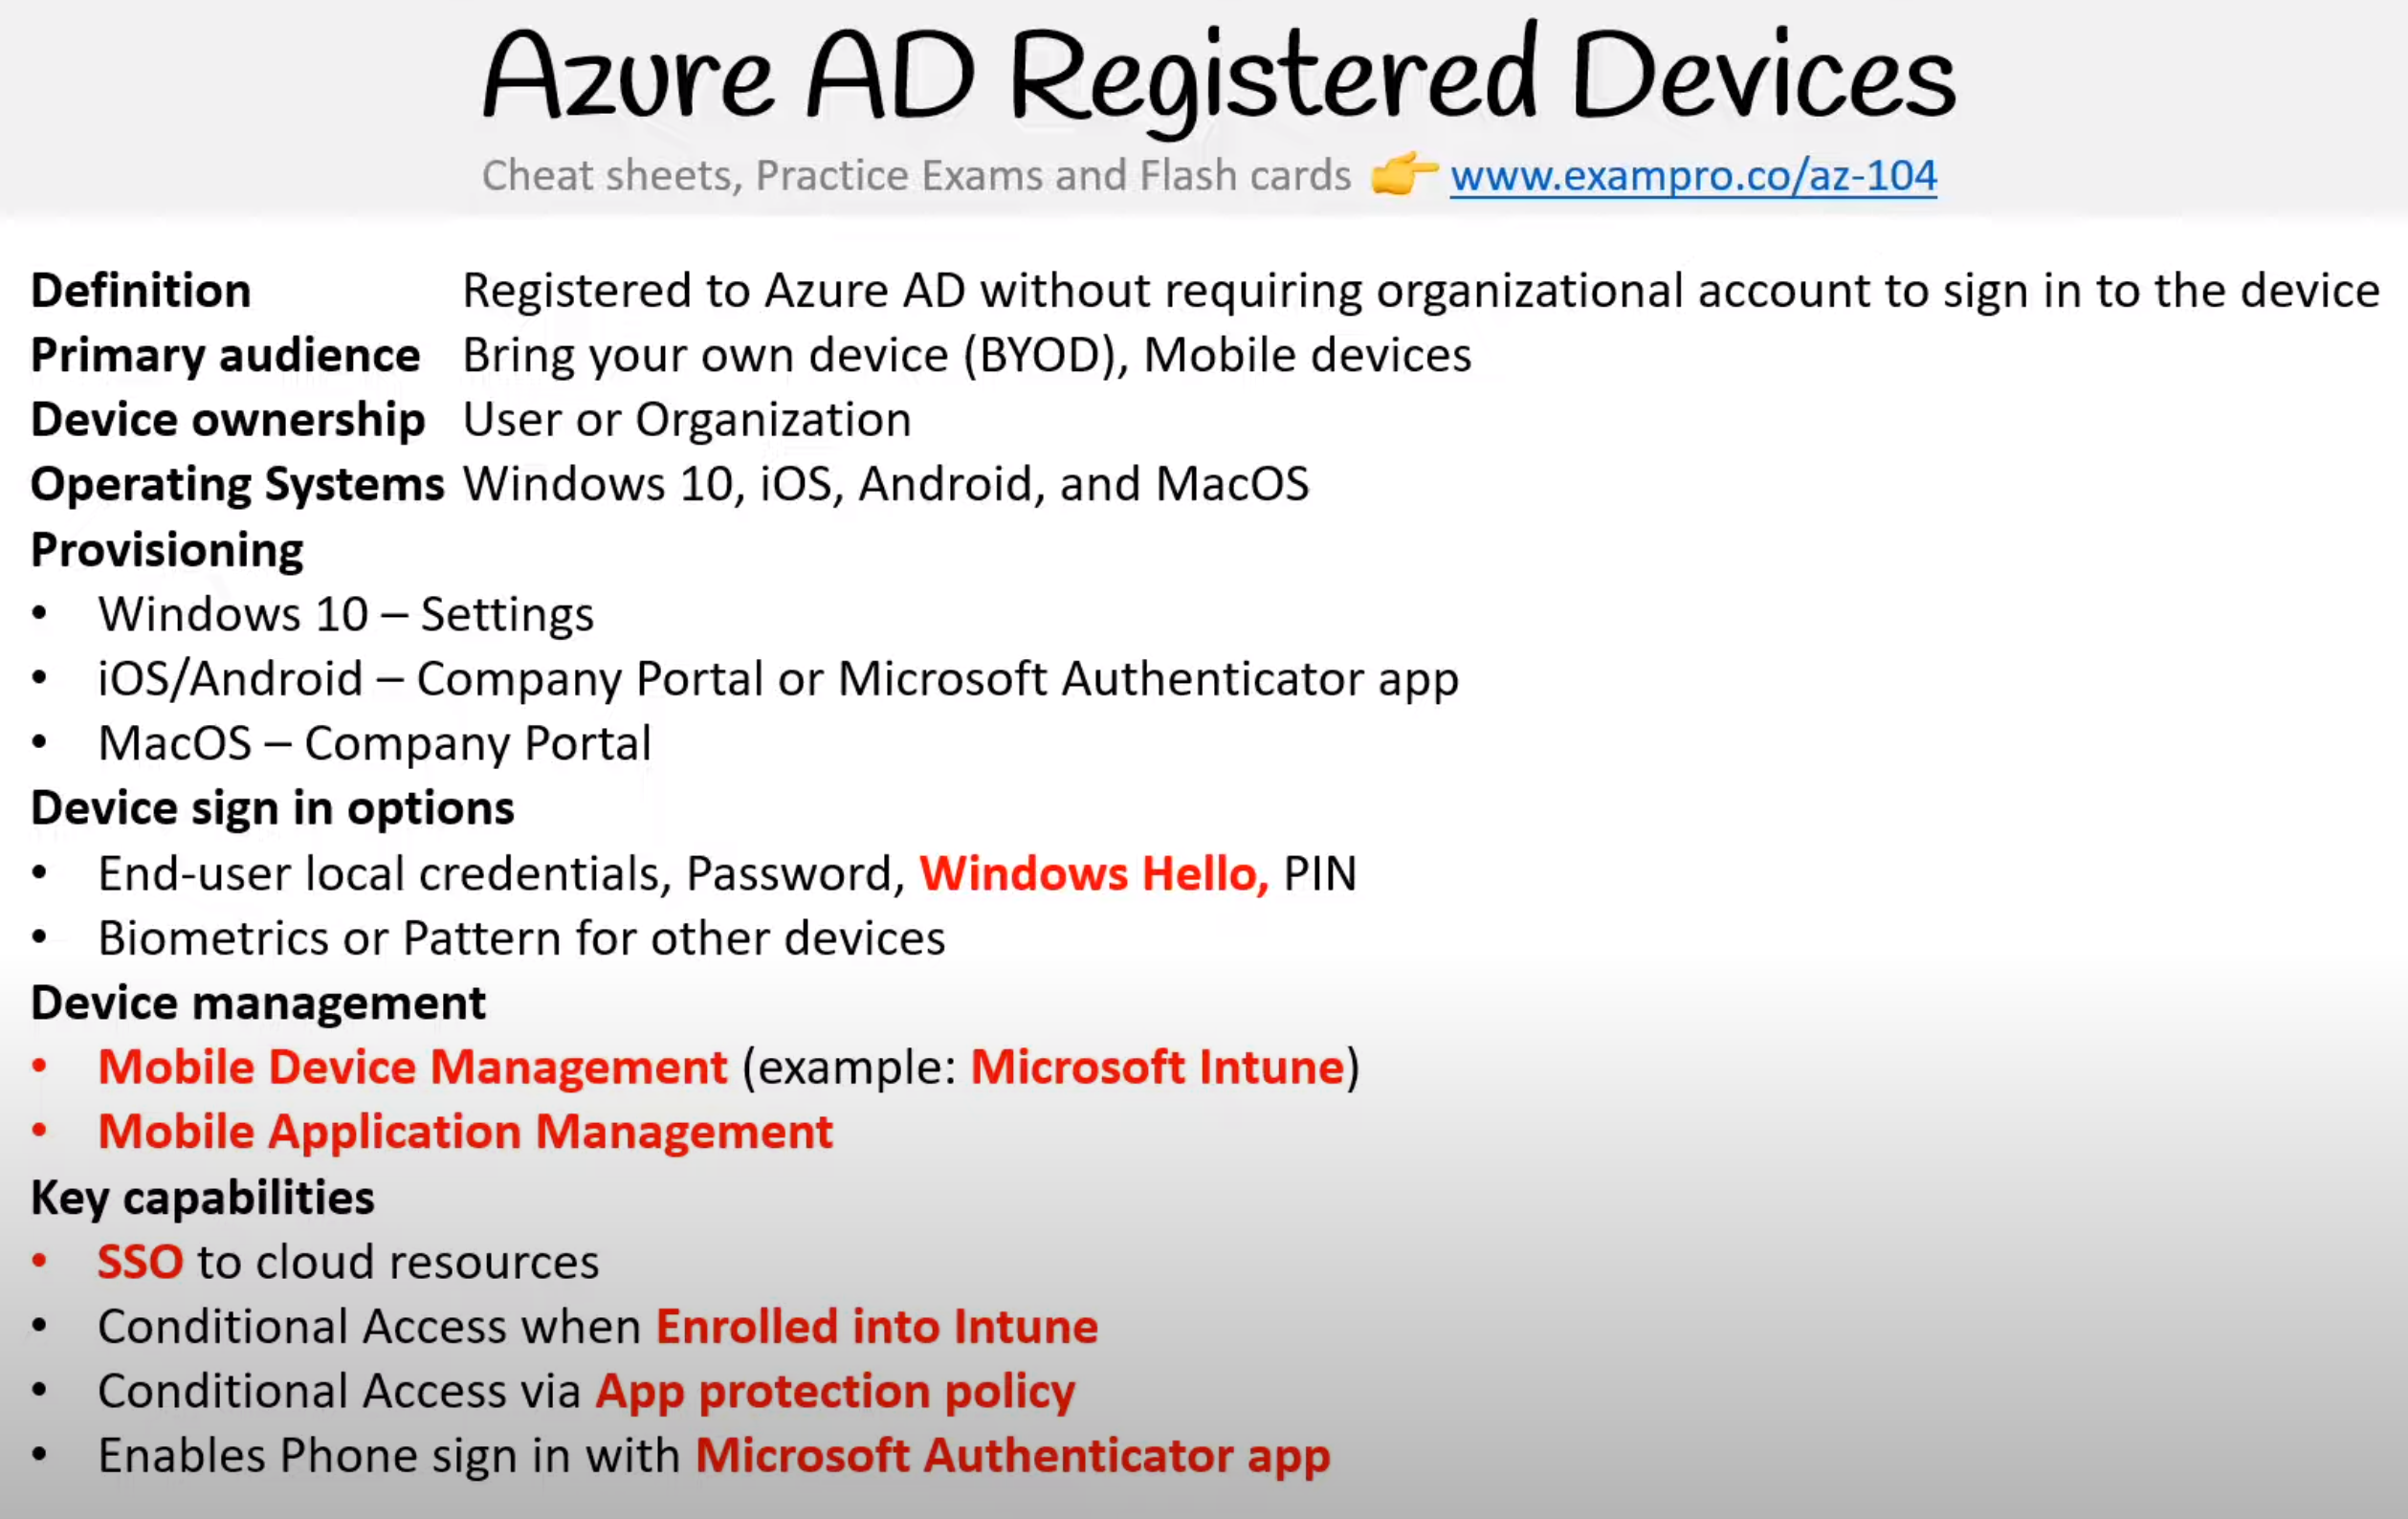 Azure AD Registered Devices
Cheat sheets, Practice Exams and Flash cards 👉 www.exampro.co/az-104
Definition Registered to Azure AD without requiring organizational account to sign in to the device
Primary audience Bring your own device (BYOD), Mobile devices
Device ownership User or Organization
Operating Systems Windows 10, iOS, Android, and MacOS
Provisioning
• Windows 10 – Settings
• iOS/Android – Company Portal or Microsoft Authenticator app
• MacOS – Company Portal
Device sign in options
• End-user local credentials, Password, Windows Hello, PIN
• Biometrics or Pattern for other devices
Device management
• Mobile Device Management (example: Microsoft Intune)
• Mobile Application Management
Key capabilities
• SSO to cloud resources
• Conditional Access when Enrolled into Intune
• Conditional Access via App protection policy
• Enables Phone sign in with Microsoft Authenticator app